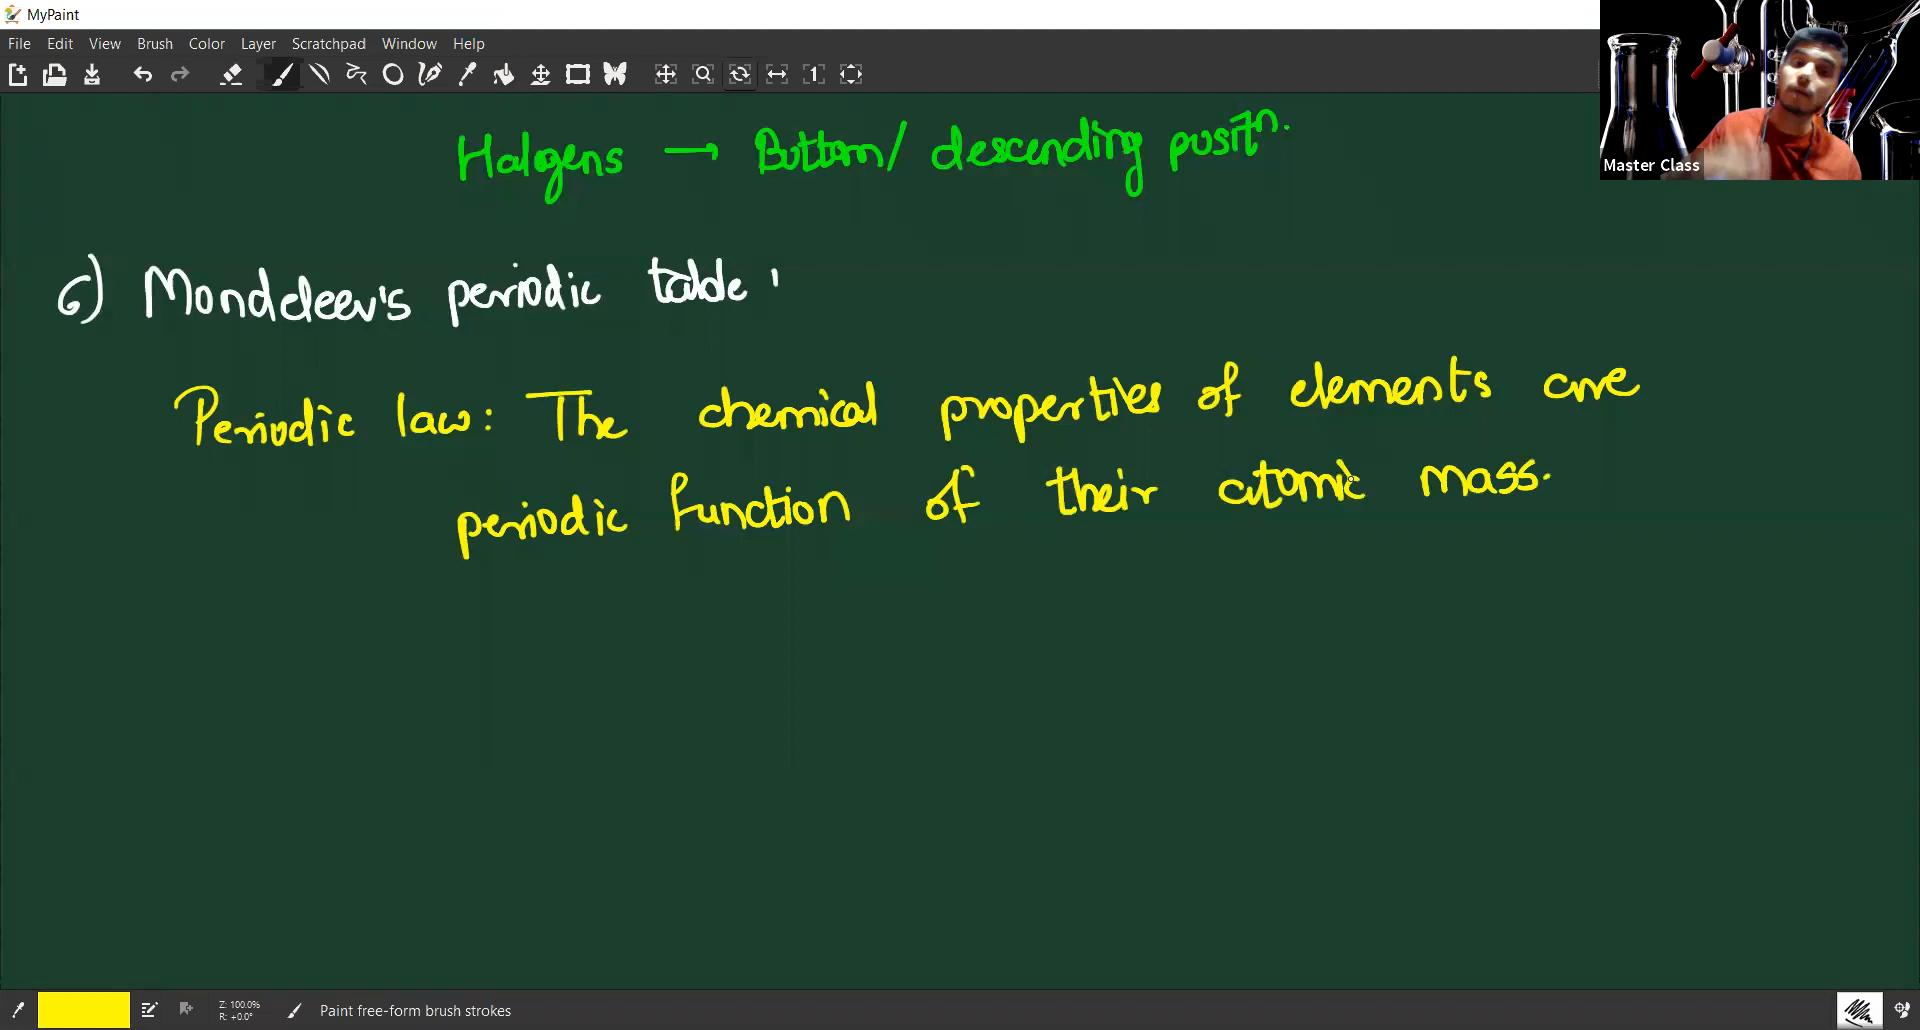 MyPaint
File Edit View Brush Color Layer Scratchpad Window Help
Master Class
Halogens → Bottom/ descending positn.
6) Mendeleev's periodic table :
Periodic law: The chemical properties of elements are
periodic function of their atomic mass.
Z: 100.0%
R: +0.0°
Paint free-form brush strokes